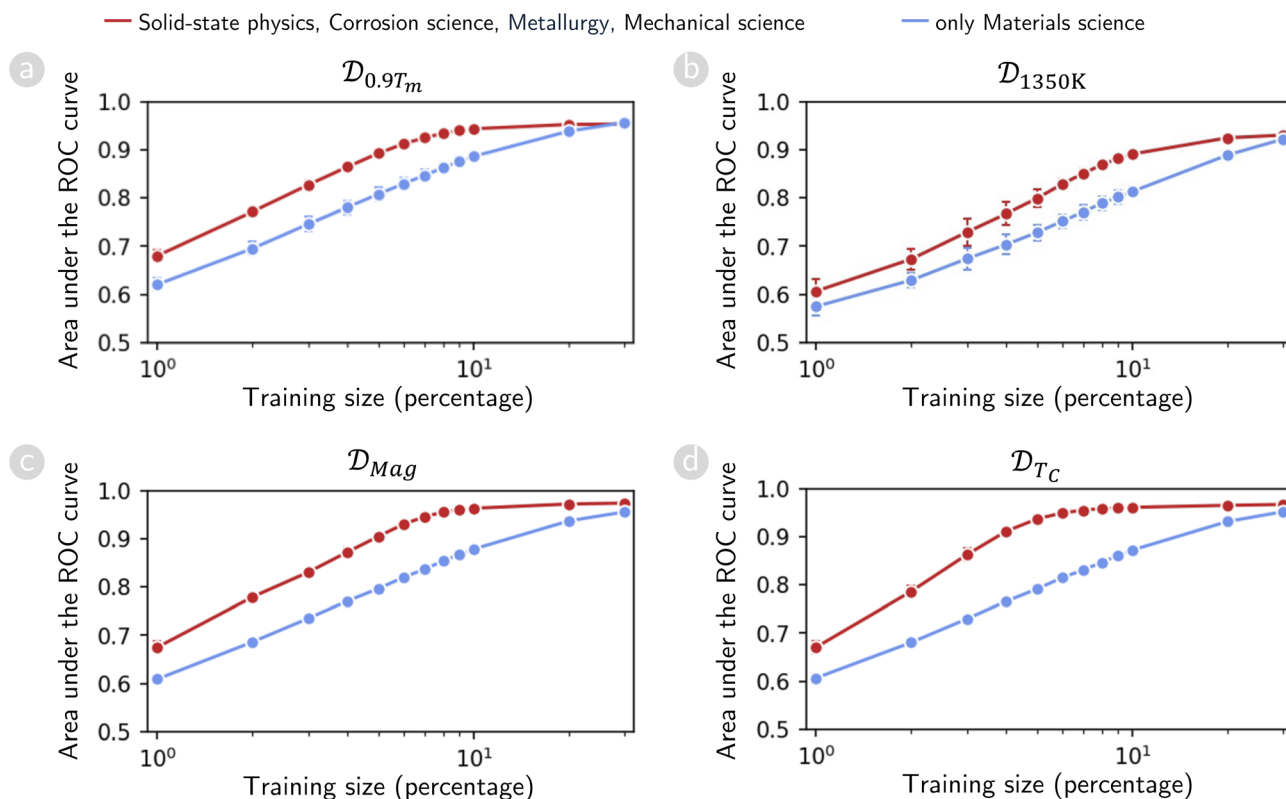 Solid-state physics, Corrosion science, Metallurgy, Mechanical science
only Materials science
a
𝒟0.9Tm
Area under the ROC curve
1.0
0.9
0.8
0.7
0.6
0.5
10⁰
10¹
Training size (percentage)
b
𝒟1350K
Area under the ROC curve
1.0
0.9
0.8
0.7
0.6
0.5
10⁰
10¹
Training size (percentage)
c
𝒟Mag
Area under the ROC curve
1.0
0.9
0.8
0.7
0.6
0.5
10⁰
10¹
Training size (percentage)
d
𝒟TC
Area under the ROC curve
1.0
0.9
0.8
0.7
0.6
0.5
10⁰
10¹
Training size (percentage)